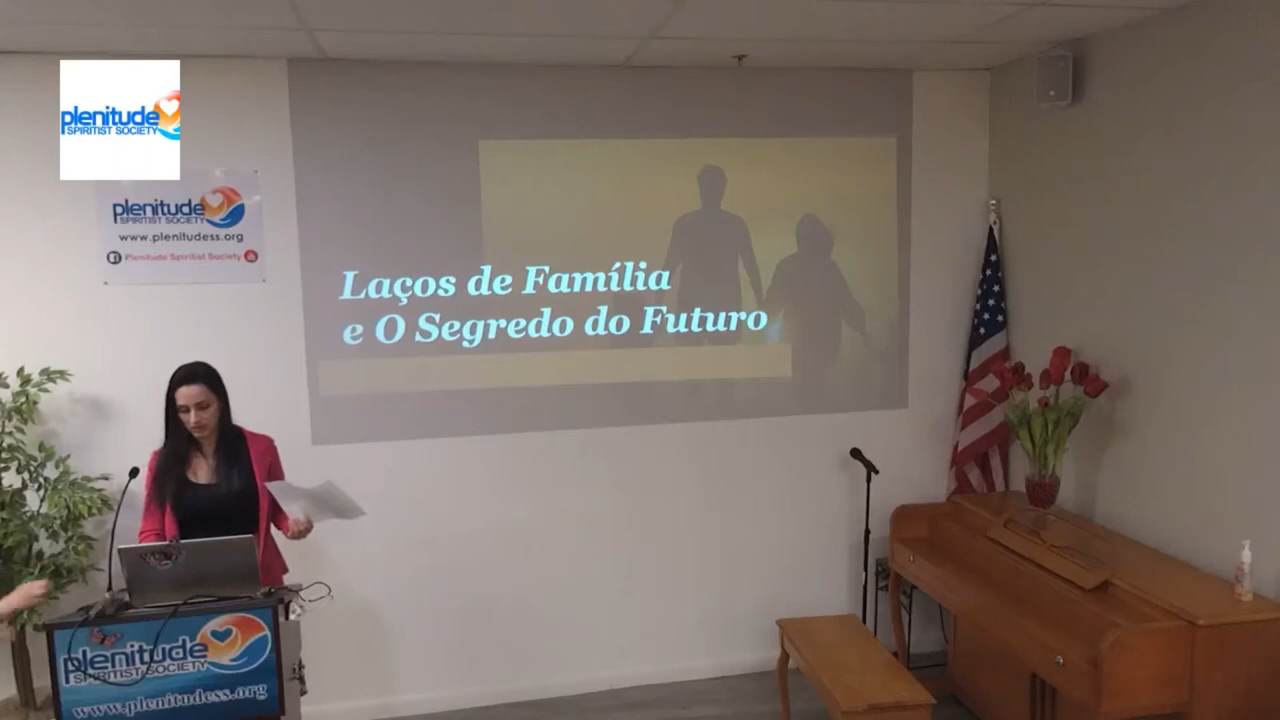 plenitude
SPIRITIST SOCIETY
plenitude
SPIRITIST SOCIETY
www.plenitudess.org
Plenitude Spiritist Society
Laços de Família
e O Segredo do Futuro
plenitude
SPIRITIST SOCIETY
www.plenitudess.org